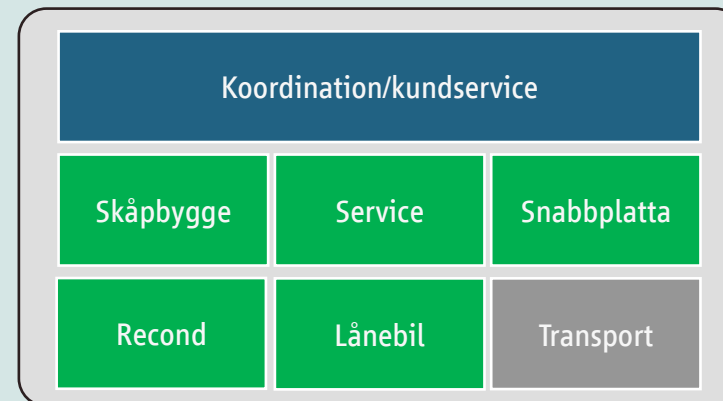 Koordination/kundservice
Skåpbygge Service Snabbplatta
Recond Lånebil Transport